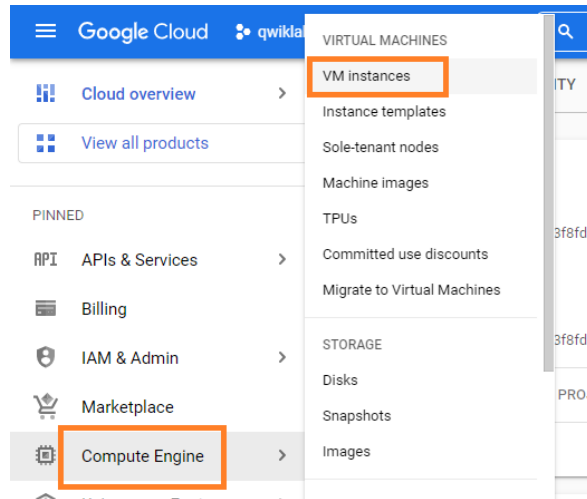 Google Cloud
qwikla
Cloud overview
View all products
PINNED
API APIs & Services
Billing
IAM & Admin
Marketplace
Compute Engine
VIRTUAL MACHINES
VM instances
Instance templates
Sole-tenant nodes
Machine images
TPUs
Committed use discounts
Migrate to Virtual Machines
STORAGE
Disks
Snapshots
Images
ITY
3f8fd
3f8fd
PRO